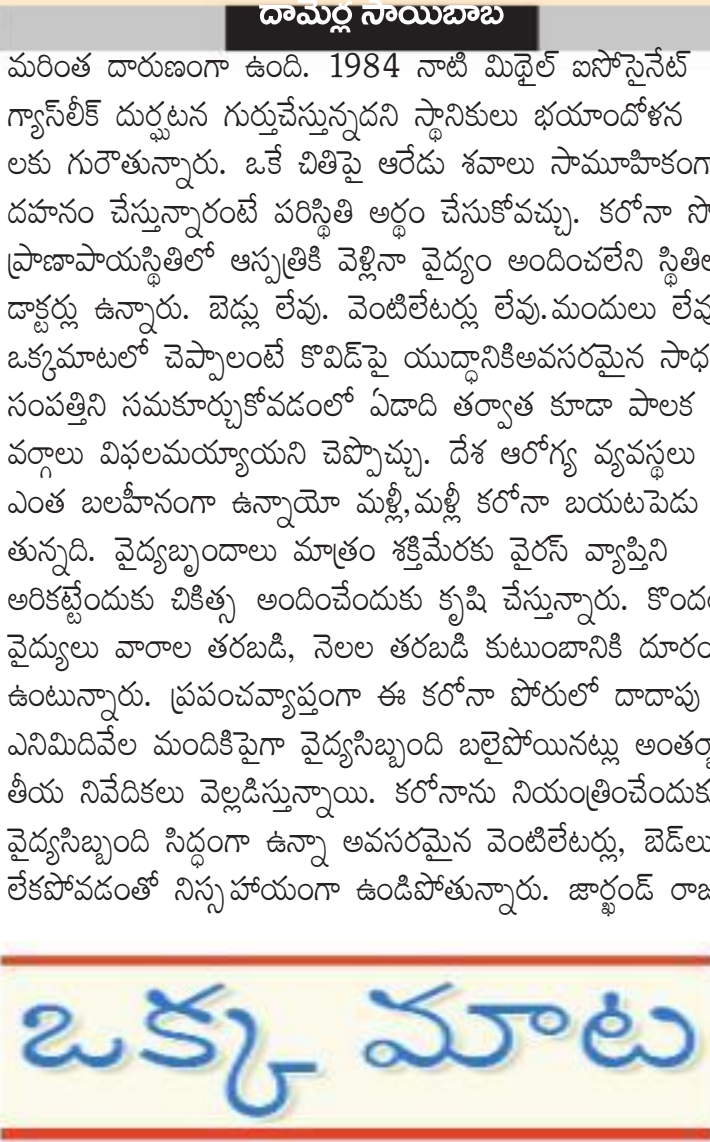 దామెర్ల సాయిబాబ
మరింత దారుణంగా ఉంది. 1984 నాటి మిథైల్ ఐసోసైనేట్
గ్యాస్‌లీక్ దుర్ఘటన గుర్తుచేస్తున్నదని స్థానికులు భయాందోళన
లకు గురౌతున్నారు. ఒకే చితిపై ఆరేడు శవాలు సామూహికంగా
దహనం చేస్తున్నారంటే పరిస్థితి అర్థం చేసుకోవచ్చు. కరోనా
ప్రాణాపాయస్థితిలో ఆస్పత్రికి వెళ్లినా వైద్యం అందించలేని
డాక్టర్లు ఉన్నారు. బెడ్లు లేవు. వెంటిలేటర్లు లేవు.మందులు లేవు
ఒక్కమాటలో చెప్పాలంటే కొవిడ్‌పై యుద్ధానికిఅవసరమైన
సంపత్తిని సమకూర్చుకోవడంలో ఏడాది తర్వాత కూడా పాలక
వర్గాలు విఫలమయ్యాయని చెప్పొచ్చు. దేశ ఆరోగ్య వ్యవస్థలు
ఎంత బలహీనంగా ఉన్నాయో మళ్లీ,మళ్లీ కరోనా బయటపెడు
తున్నది. వైద్యబృందాలు మాత్రం శక్తిమేరకు వైరస్ వ్యాప్తిని
అరికట్టేందుకు చికిత్స అందించేందుకు కృషి చేస్తున్నారు.
వైద్యులు వారాల తరబడి, నెలల తరబడి కుటుంబానికి దూరం
ఉంటున్నారు. ప్రపంచవ్యాప్తంగా ఈ కరోనా పోరులో దాదాపు
ఎనిమిదివేల మందికిపైగా వైద్యసిబ్బంది బలైపోయినట్లు
తీయ నివేదికలు వెల్లడిస్తున్నాయి. కరోనాను నియంత్రించేందుకు
వైద్యసిబ్బంది సిద్ధంగా ఉన్నా అవసరమైన వెంటిలేటర్లు, బెడ్‌లు
లేకపోవడంతో నిస్సహాయంగా ఉండిపోతున్నారు. జార్ఖండ్
ఒక్క మాట